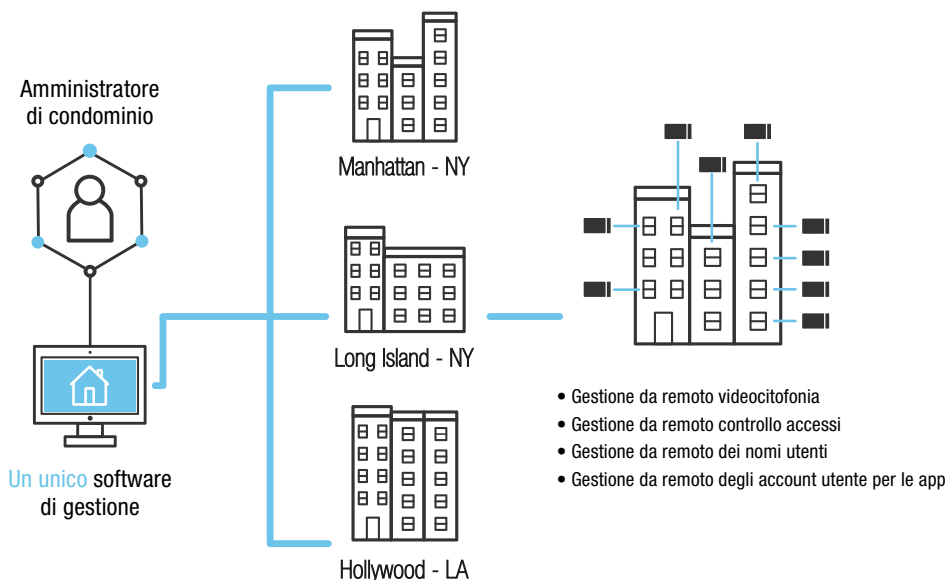 Amministratore
di condominio
Un unico software
di gestione
Manhattan - NY
Long Island - NY
Hollywood - LA
• Gestione da remoto videocitofonia
• Gestione da remoto controllo accessi
• Gestione da remoto dei nomi utenti
• Gestione da remoto degli account utente per le app